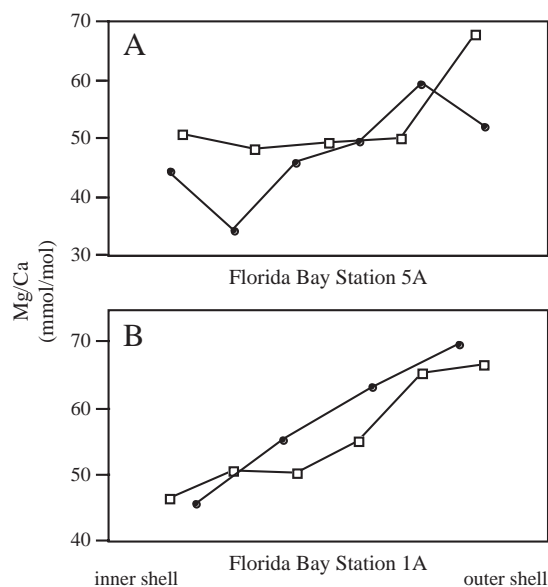 70
A
60
50
40
30
Florida Bay Station 5A
Mg/Ca
(mmol/mol)
B
70
60
50
40
inner shell
Florida Bay Station 1A
outer shell